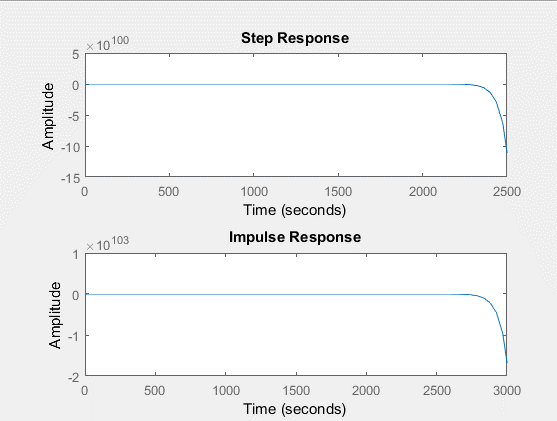 Step Response
×10^100
5
0
-5
-10
-15
Amplitude
0 500 1000 1500 2000 2500
Time (seconds)
Impulse Response
×10^103
1
0
-1
-2
Amplitude
0 500 1000 1500 2000 2500 3000
Time (seconds)